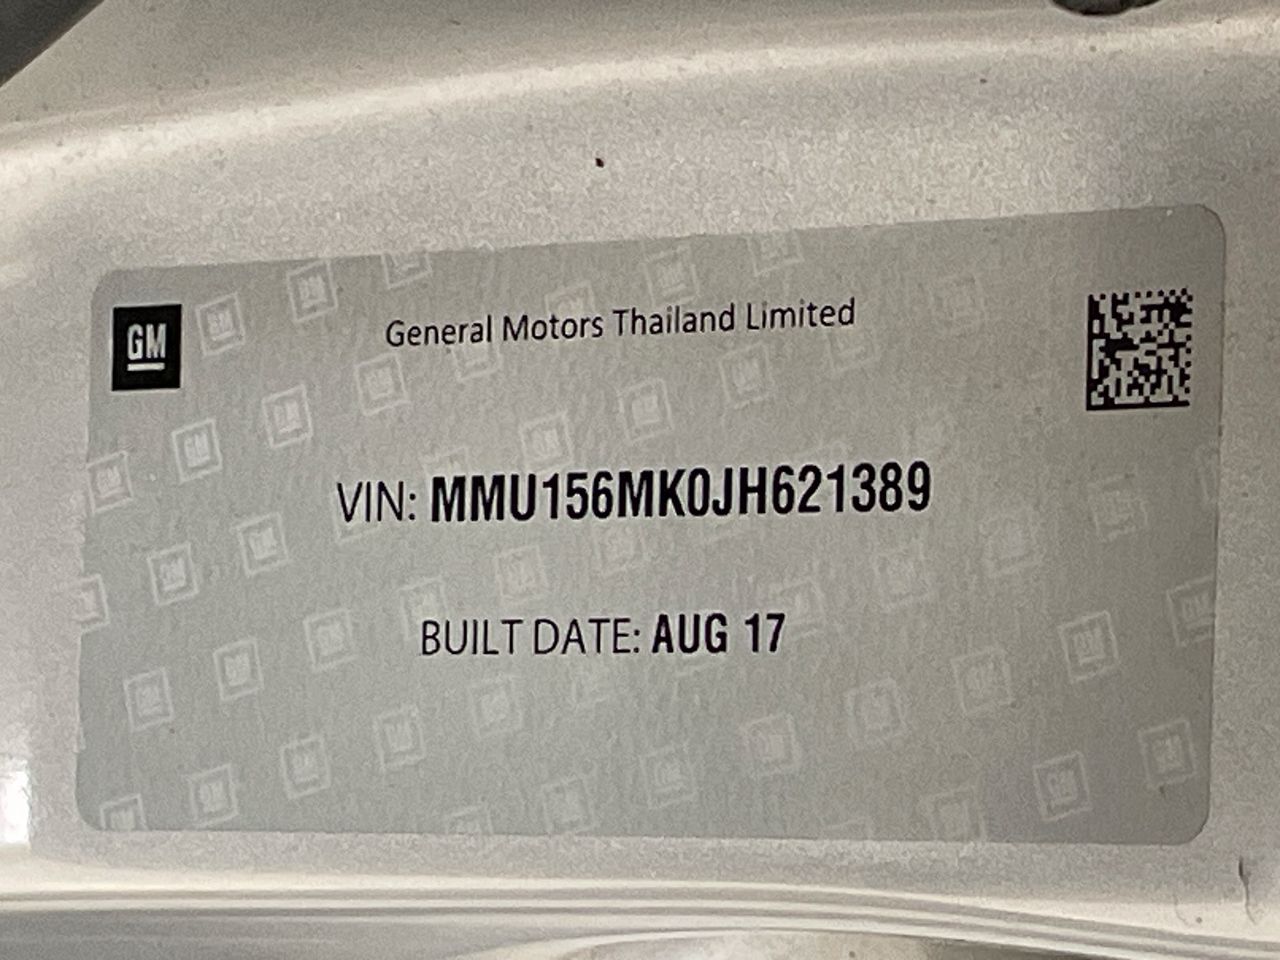 GM
General Motors Thailand Limited
VIN: MMU156MK0JH621389
BUILT DATE: AUG 17